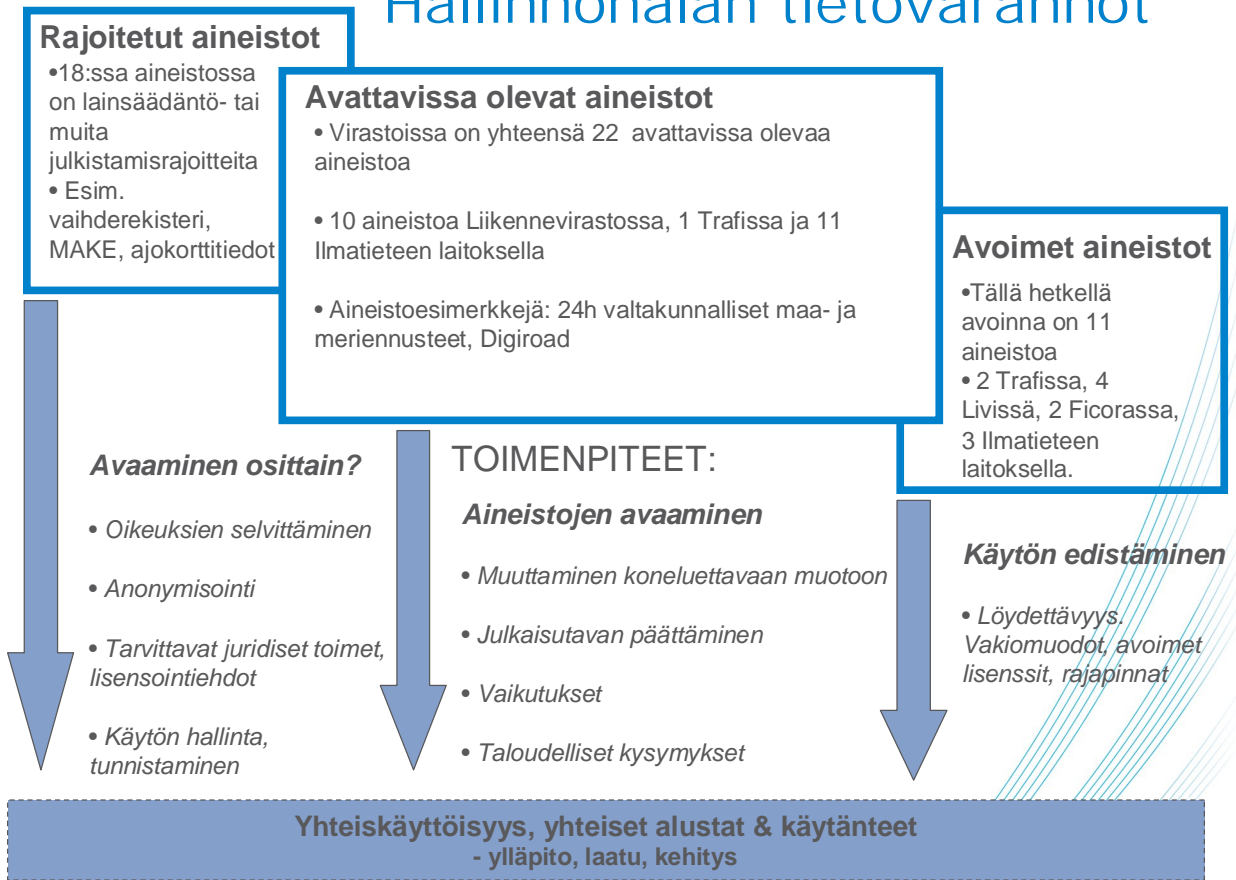 Hallinnonalan tietovarannot
Rajoitetut aineistot
•18:ssa aineistossa
on lainsäädäntö- tai
muita
julkistamisrajoitteita
• Esim.
vaihderekisteri,
MAKE, ajokorttitiedot
Avattavissa olevat aineistot
• Virastoissa on yhteensä 22 avattavissa olevaa
aineistoa
• 10 aineistoa Liikennevirastossa, 1 Trafissa ja 11
Ilmatieteen laitoksella
• Aineistoesimerkkejä: 24h valtakunnalliset maa- ja
meriennusteet, Digiroad
Avoimet aineistot
•Tällä hetkellä
avoinna on 11
aineistoa
• 2 Trafissa, 4
Livissä, 2 Ficorassa,
3 Ilmatieteen
laitoksella.
Avaaminen osittain?
• Oikeuksien selvittäminen
• Anonymisointi
• Tarvittavat juridiset toimet,
lisensointiehdot
• Käytön hallinta,
tunnistaminen
TOIMENPITEET:
Aineistojen avaaminen
• Muuttaminen koneluettavaan muotoon
• Julkaisutavan päättäminen
• Vaikutukset
• Taloudelliset kysymykset
Käytön edistäminen
• Löydettävyys.
Vakiomuodot, avoimet
lisenssit, rajapinnat
Yhteiskäyttöisyys, yhteiset alustat & käytänteet
- ylläpito, laatu, kehitys